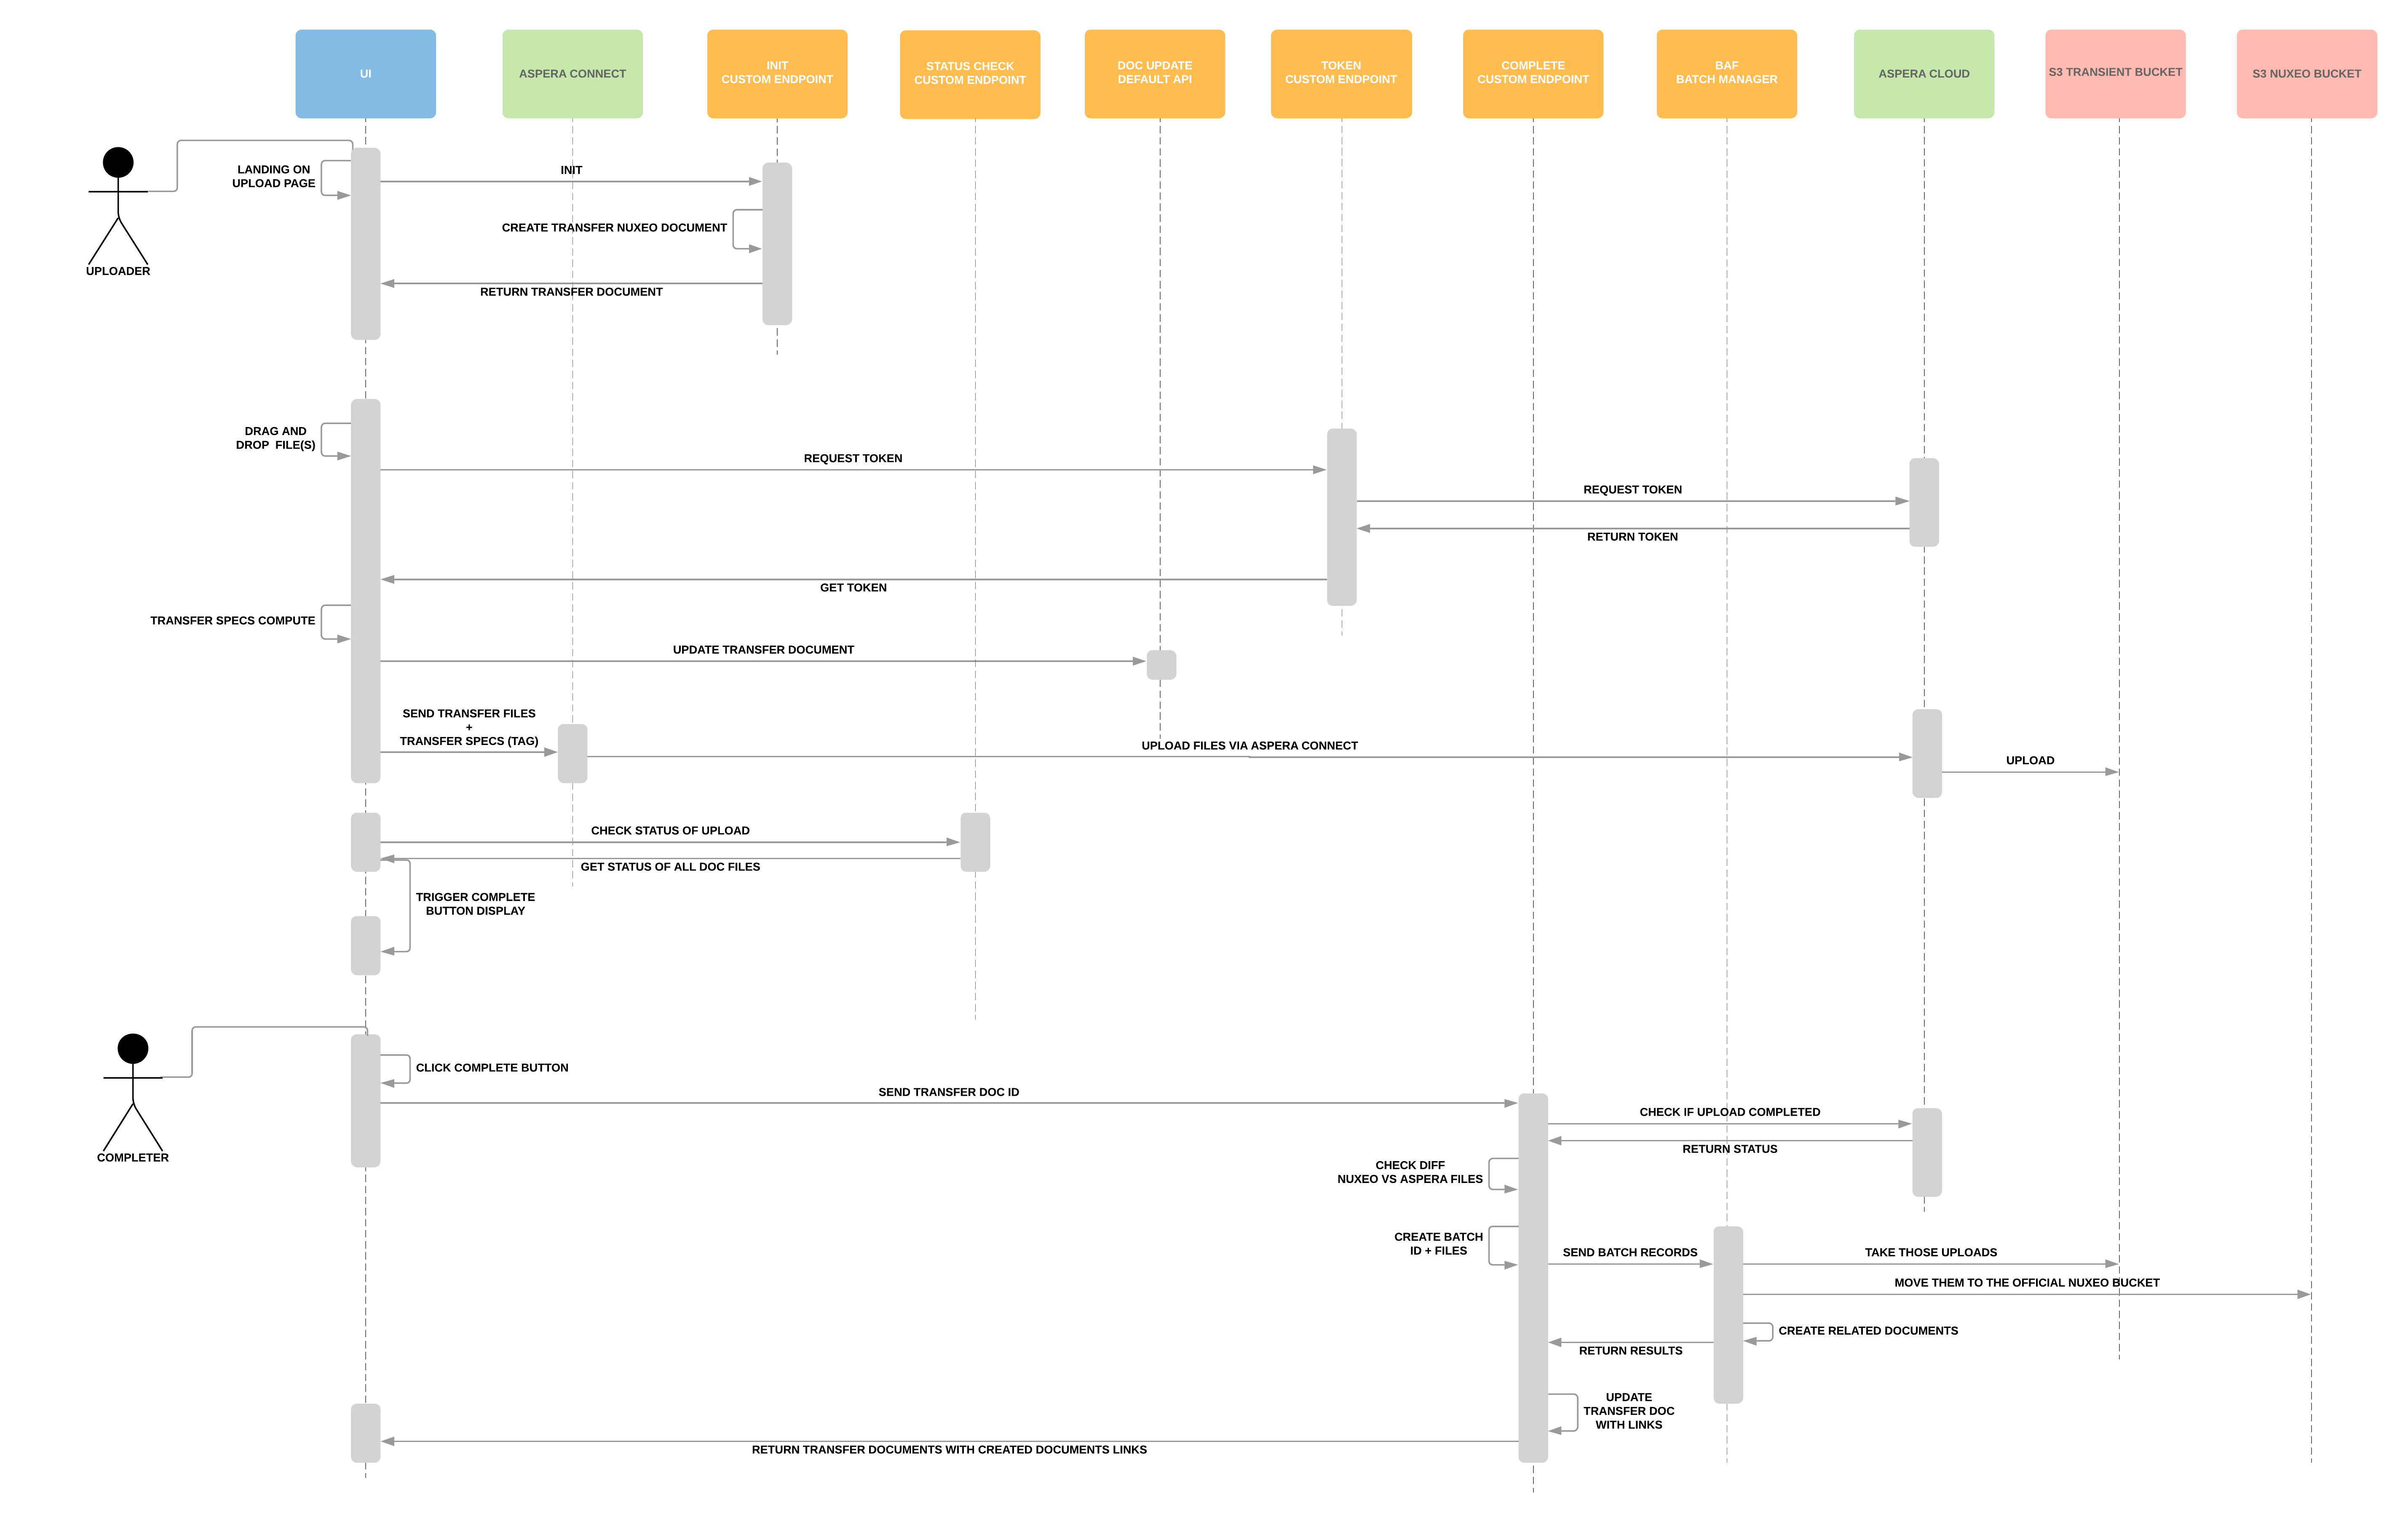 UI
ASPERA CONNECT
INIT
CUSTOM ENDPOINT
STATUS CHECK
CUSTOM ENDPOINT
DOC UPDATE
DEFAULT API
TOKEN
CUSTOM ENDPOINT
COMPLETE
CUSTOM ENDPOINT
BAF
BATCH MANAGER
ASPERA CLOUD
S3 TRANSIENT BUCKET
S3 NUXEO BUCKET
UPLOADER
LANDING ON
UPLOAD PAGE
INIT
CREATE TRANSFER NUXEO DOCUMENT
RETURN TRANSFER DOCUMENT
DRAG AND
DROP FILE(S)
REQUEST TOKEN
REQUEST TOKEN
RETURN TOKEN
GET TOKEN
TRANSFER SPECS COMPUTE
UPDATE TRANSFER DOCUMENT
SEND TRANSFER FILES
+
TRANSFER SPECS (TAG)
UPLOAD FILES VIA ASPERA CONNECT
UPLOAD
CHECK STATUS OF UPLOAD
GET STATUS OF ALL DOC FILES
TRIGGER COMPLETE
BUTTON DISPLAY
COMPLETER
CLICK COMPLETE BUTTON
SEND TRANSFER DOC ID
CHECK IF UPLOAD COMPLETED
RETURN STATUS
CHECK DIFF
NUXEO VS ASPERA FILES
CREATE BATCH
ID + FILES
SEND BATCH RECORDS
TAKE THOSE UPLOADS
MOVE THEM TO THE OFFICIAL NUXEO BUCKET
CREATE RELATED DOCUMENTS
RETURN RESULTS
UPDATE
TRANSFER DOC
WITH LINKS
RETURN TRANSFER DOCUMENTS WITH CREATED DOCUMENTS LINKS